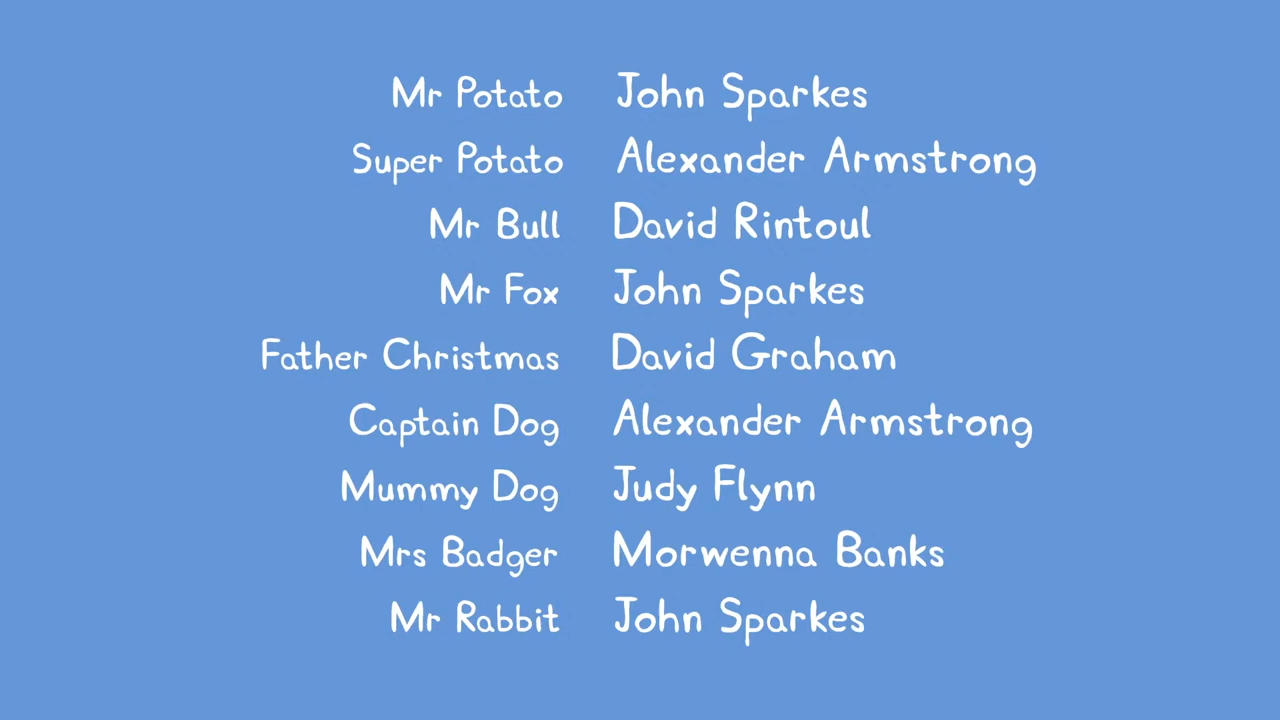 Mr Potato John Sparkes
Super Potato Alexander Armstrong
Mr Bull David Rintoul
Mr Fox John Sparkes
Father Christmas David Graham
Captain Dog Alexander Armstrong
Mummy Dog Judy Flynn
Mrs Badger Morwenna Banks
Mr Rabbit John Sparkes